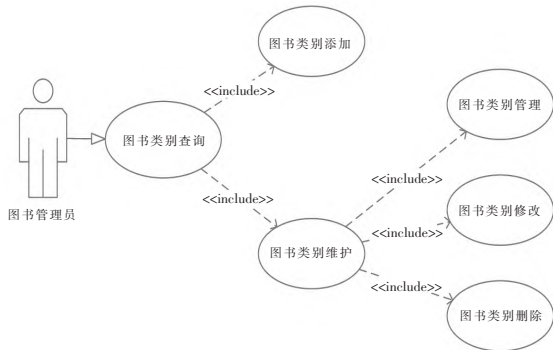 图书类别添加
<<include>>
图书类别管理
图书类别查询
<<include>>
<<include>>
图书管理员
图书类别修改
<<include>>
图书类别维护
<<include>>
图书类别删除